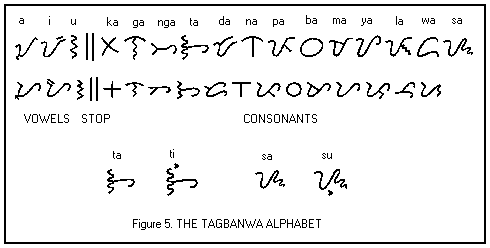 a i u ka ga nga ta da na pa ba ma ya la wa sa
ᝠ ᝡ ᝢ || ᝣ ᝤ ᝥ ᝦ ᝧ ᝨ ᝩ ᝪ ᝫ ᝬ ᝮ ᝯ ᝰ
ᝠ ᝡ ᝢ || ᝣ ᝤ ᝥ ᝦ ᝧ ᝨ ᝩ ᝪ ᝫ ᝬ ᝮ ᝯ ᝰ
VOWELS STOP CONSONANTS
ta ti sa su
ᝦ ᝦᝲ ᝰ ᝰᝳ
Figure 5. THE TAGBANWA ALPHABET